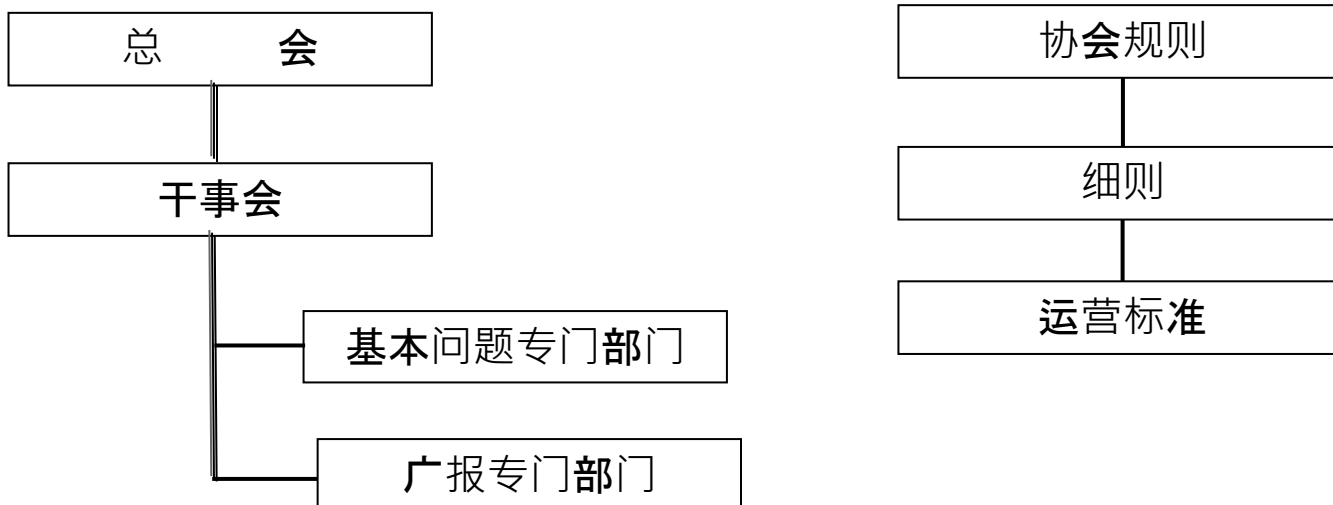 总 会
干事会
基本问题专门部门
广报专门部门
协会规则
细则
运营标准